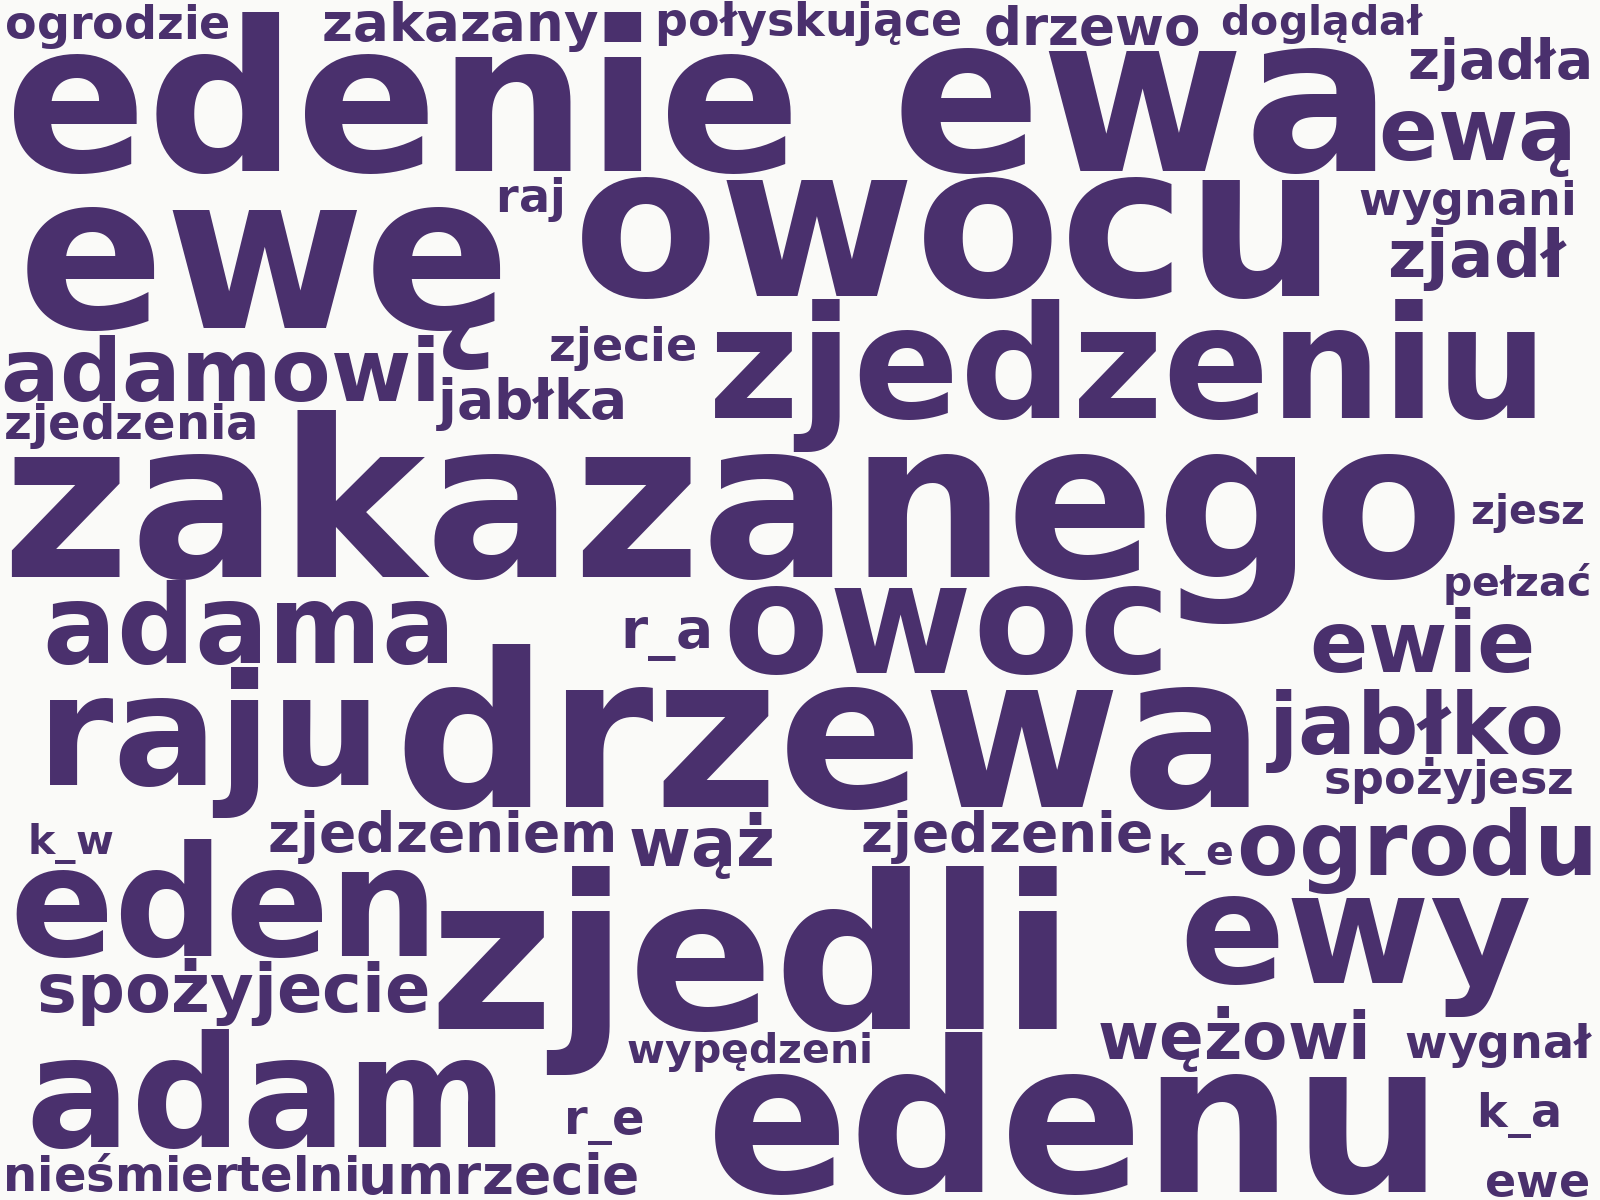 ogrodzie zakazany połyskujące drzewo doglądał
edenie ewa zjadła
ewą
ewę raj owocu wygnani
zjadł
adamowi zjecie zjedzeniu
jabłka
zjedzenia
zakazanego zjesz
pełzać
adama r_a owoc ewie
raju drzewa jabłko
spożyjesz
k_w zjedzeniem wąż zjedzenie k_e ogrodu
eden zjedli ewy
spożyjecie
wypędzeni wężowi wygnał
adam r_e edenu k_a
nieśmiertelni umrzecie ewe